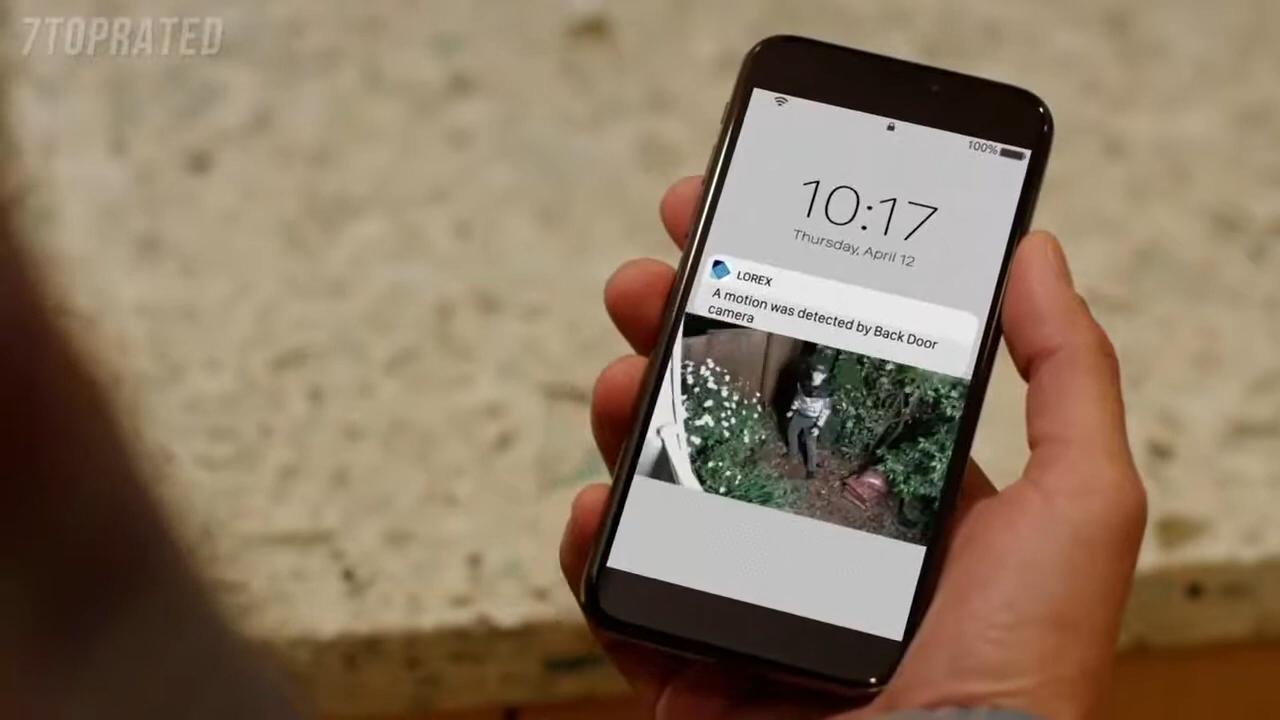 7TOPRATED
100%
10:17
Thursday, April 12
LOREX
A motion was detected by Back Door
camera